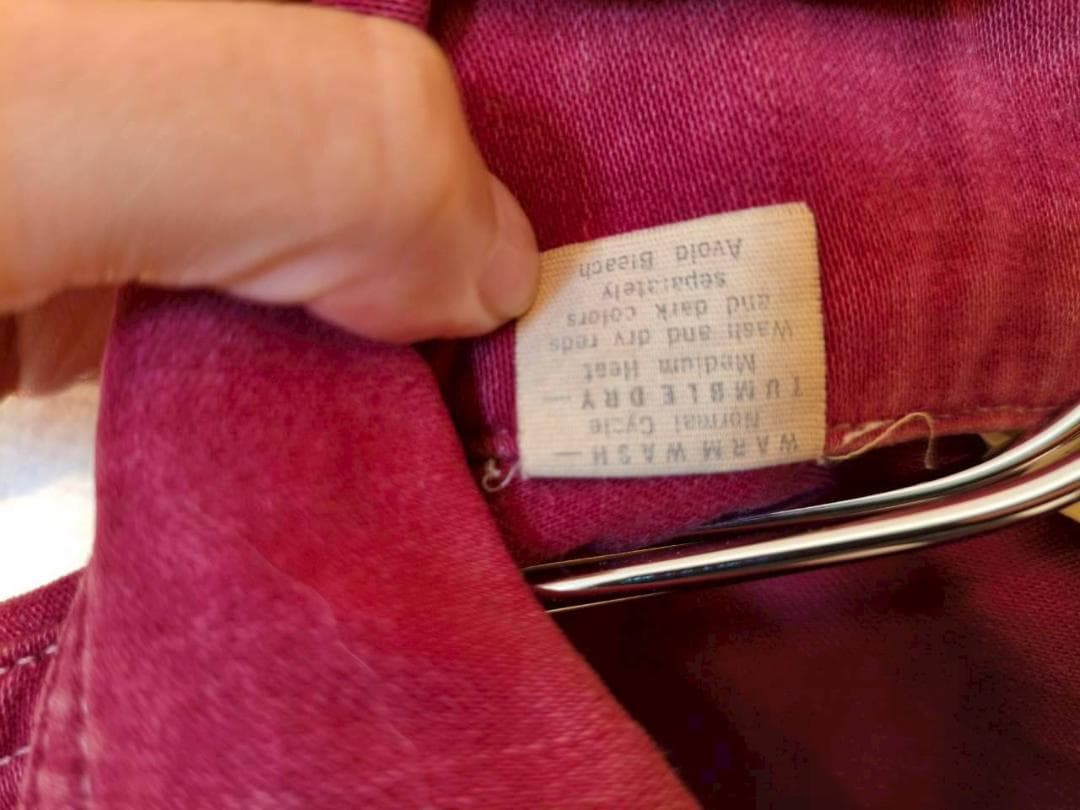 WARM WASH —
Normal Cycle
TUMBLE DRY —
Medium Heat
Wash and dry reds
and dark colors
separately
Avoid Bleach